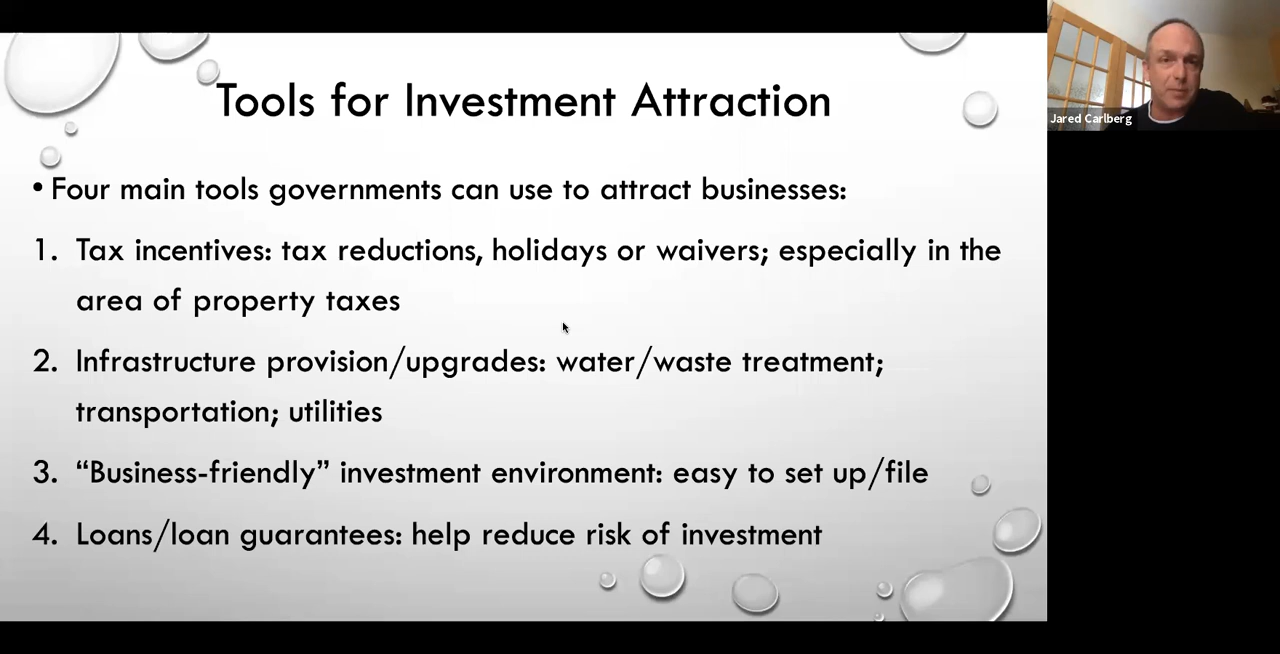 Tools for Investment Attraction
• Four main tools governments can use to attract businesses:
1. Tax incentives: tax reductions, holidays or waivers; especially in the
area of property taxes
2. Infrastructure provision/upgrades: water/waste treatment;
transportation; utilities
3. “Business-friendly” investment environment: easy to set up/file
4. Loans/loan guarantees: help reduce risk of investment
Jared Carlberg